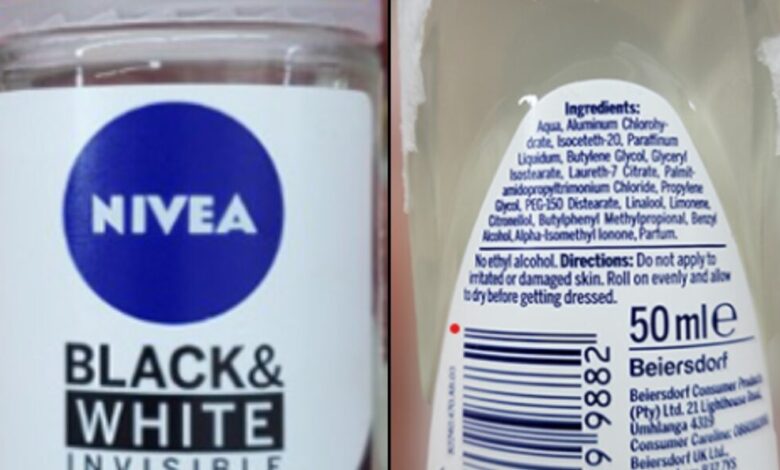 NIVEA
BLACK&
WHITE
INVISIBLE
Ingredients:
Aqua, Aluminum Chlorohy-
drate, Isoceteth-20, Paraffinum
Liquidum, Butylene Glycol, Glyceryl
Isostearate, Laureth-7 Citrate, Palmit-
amidopropyltrimonium Chloride, Propylene
Glycol, PEG-150 Distearate, Linalool, Limonene,
Citronellol, Butylphenyl Methylpropional, Benzyl
Alcohol, Alpha-Isomethyl Ionone, Parfum.
No ethyl alcohol. Directions: Do not apply to
irritated or damaged skin. Roll on evenly and allow
to dry before getting dressed.
50 ml e
Beiersdorf
Beiersdorf Consumer Products
(Pty) Ltd. 21 Lighthouse Road,
Umhlanga 4319
Consumer Careline:
Beiersdorf UK Ltd.,
9882